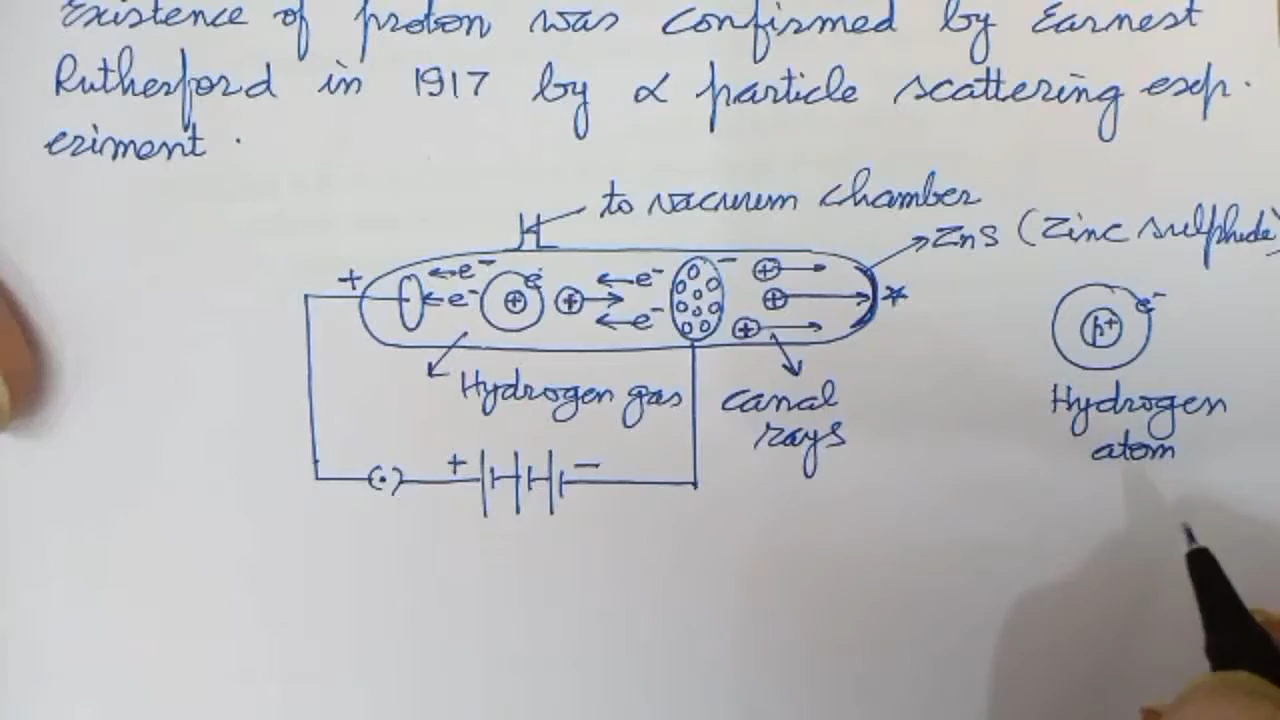 Existence of proton was confirmed by Earnest
Rutherford in 1917 by α particle scattering exp.
eriment.
to vacuum chamber
ZnS (Zinc sulphide)
+ e⁻ e e⁻ − +
e⁻ + + + e⁻
e⁻ + p⁺
Hydrogen gas
canal
rays
Hydrogen
atom
+ −